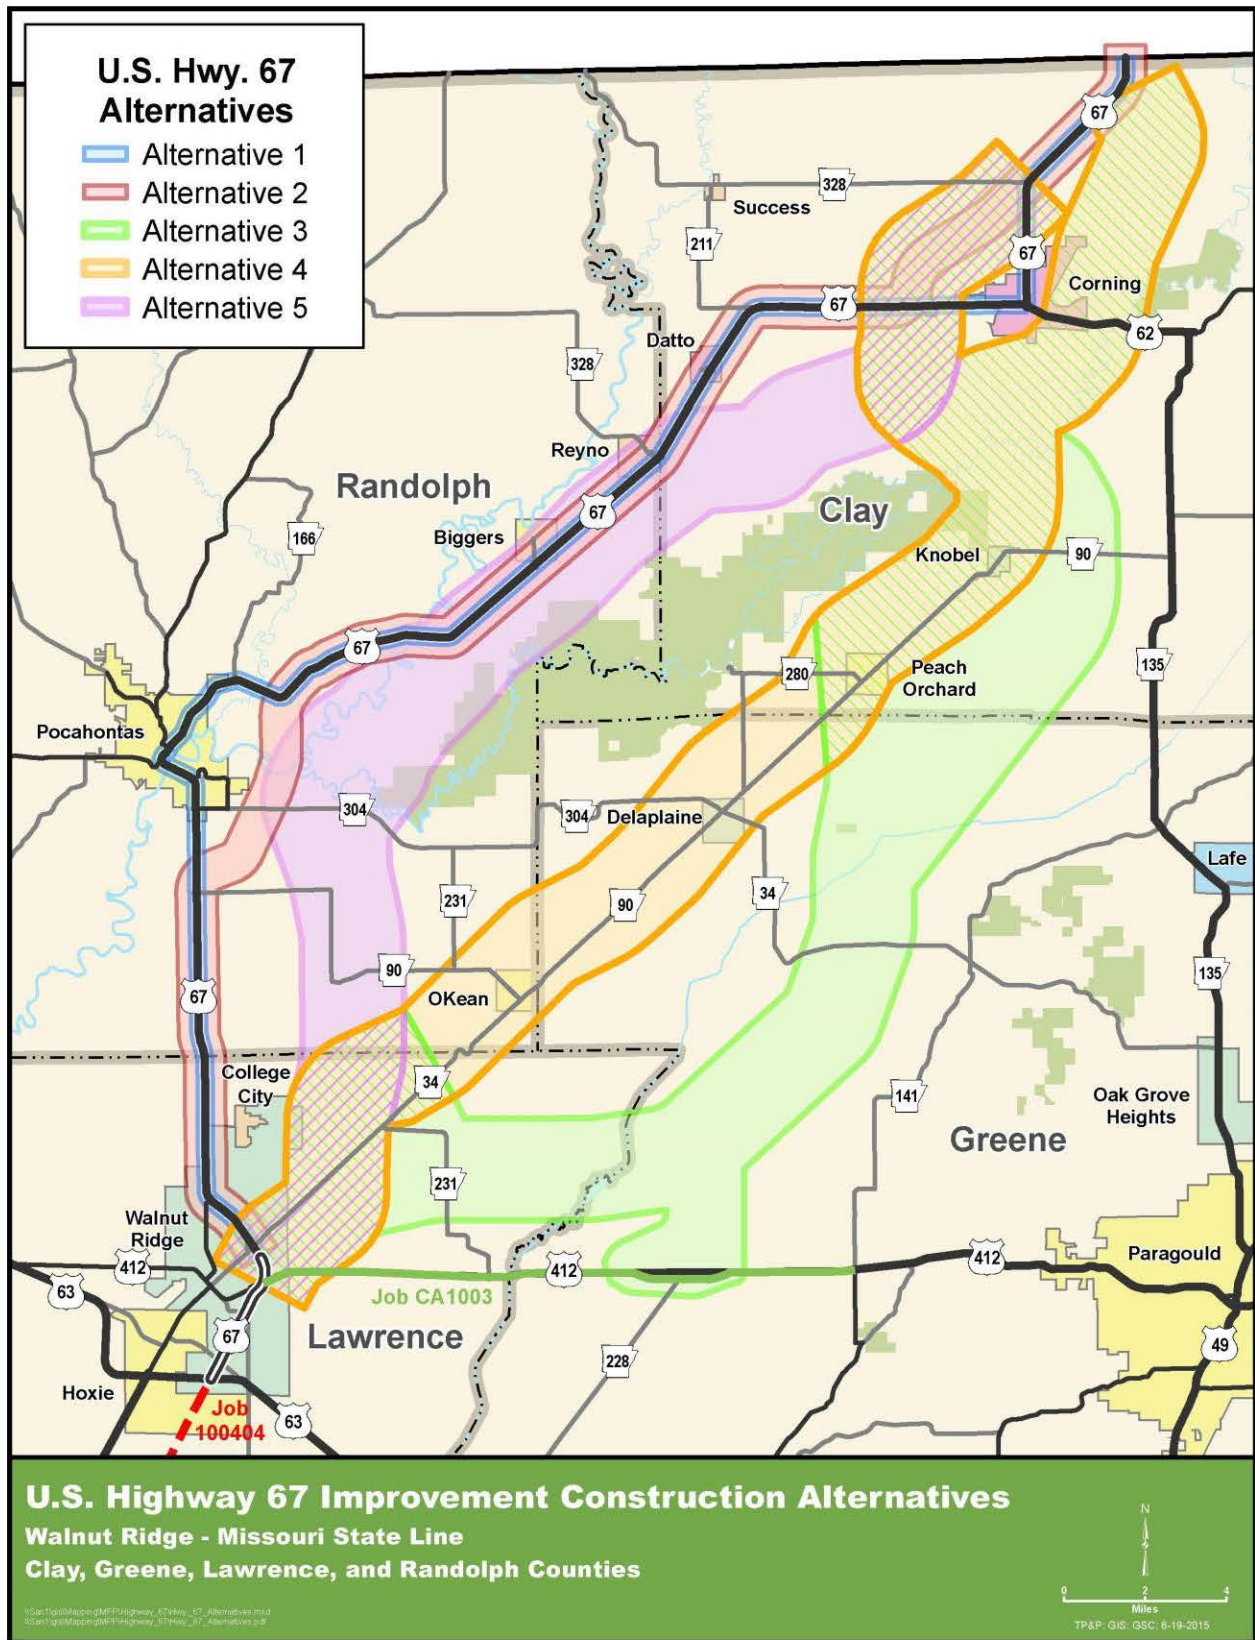 U.S. Hwy. 67
Alternatives
Alternative 1
Alternative 2
Alternative 3
Alternative 4
Alternative 5
67
328
Success
211
67
67
Corning
62
Datto
328
Reyno
Randolph
67
Clay
166
Biggers
Knobel
90
67
280
Peach
Orchard
135
Pocahontas
304
304
Delaplaine
Lafe
231
90
34
90
OKean
135
67
College
City
34
141
Oak Grove
Heights
Greene
231
Walnut
Ridge
412
412
412
Paragould
63
Job CA1003
67
Lawrence
49
228
Hoxie
Job
100404
63
U.S. Highway 67 Improvement Construction Alternatives
Walnut Ridge - Missouri State Line
Clay, Greene, Lawrence, and Randolph Counties
N
0 2 4
Miles
TP&P: GIS: GSC: 6-19-2015